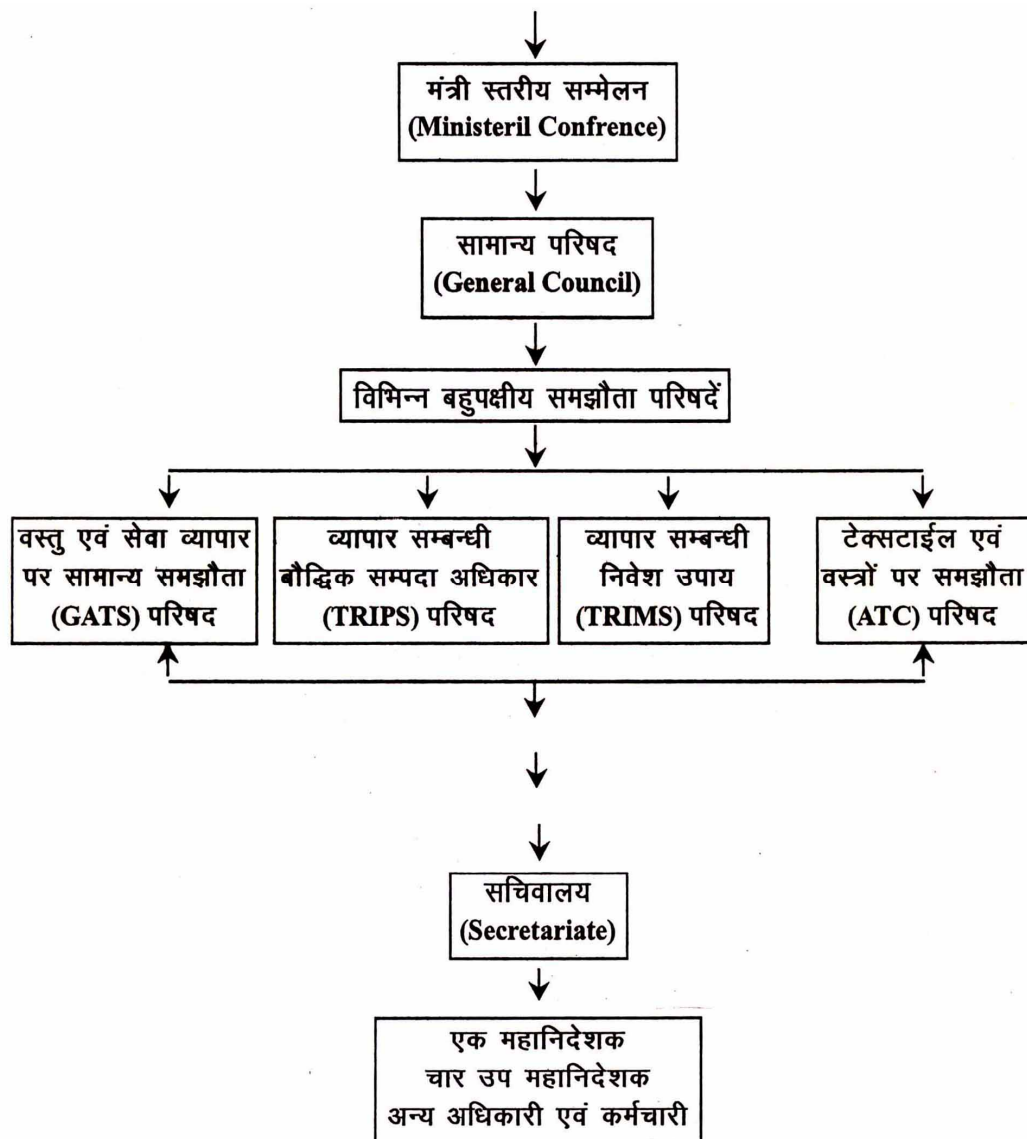 मंत्री स्तरीय सम्मेलन
(Ministeril Confrence)
सामान्य परिषद
(General Council)
विभिन्न बहुपक्षीय समझौता परिषदें
वस्तु एवं सेवा व्यापार
पर सामान्य समझौता
(GATS) परिषद
व्यापार सम्बन्धी
बौद्धिक सम्पदा अधिकार
(TRIPS) परिषद
व्यापार सम्बन्धी
निवेश उपाय
(TRIMS) परिषद
टेक्सटाईल एवं
वस्त्रों पर समझौता
(ATC) परिषद
सचिवालय
(Secretariate)
एक महानिदेशक
चार उप महानिदेशक
अन्य अधिकारी एवं कर्मचारी